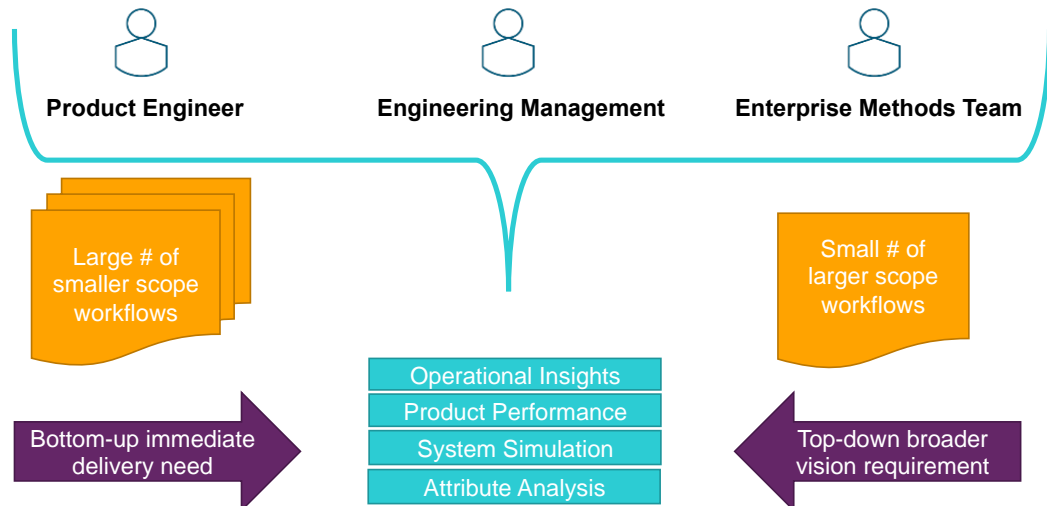 Product Engineer
Engineering Management
Enterprise Methods Team
Large # of
smaller scope
workflows
Small # of
larger scope
workflows
Operational Insights
Product Performance
System Simulation
Attribute Analysis
Bottom-up immediate
delivery need
Top-down broader
vision requirement